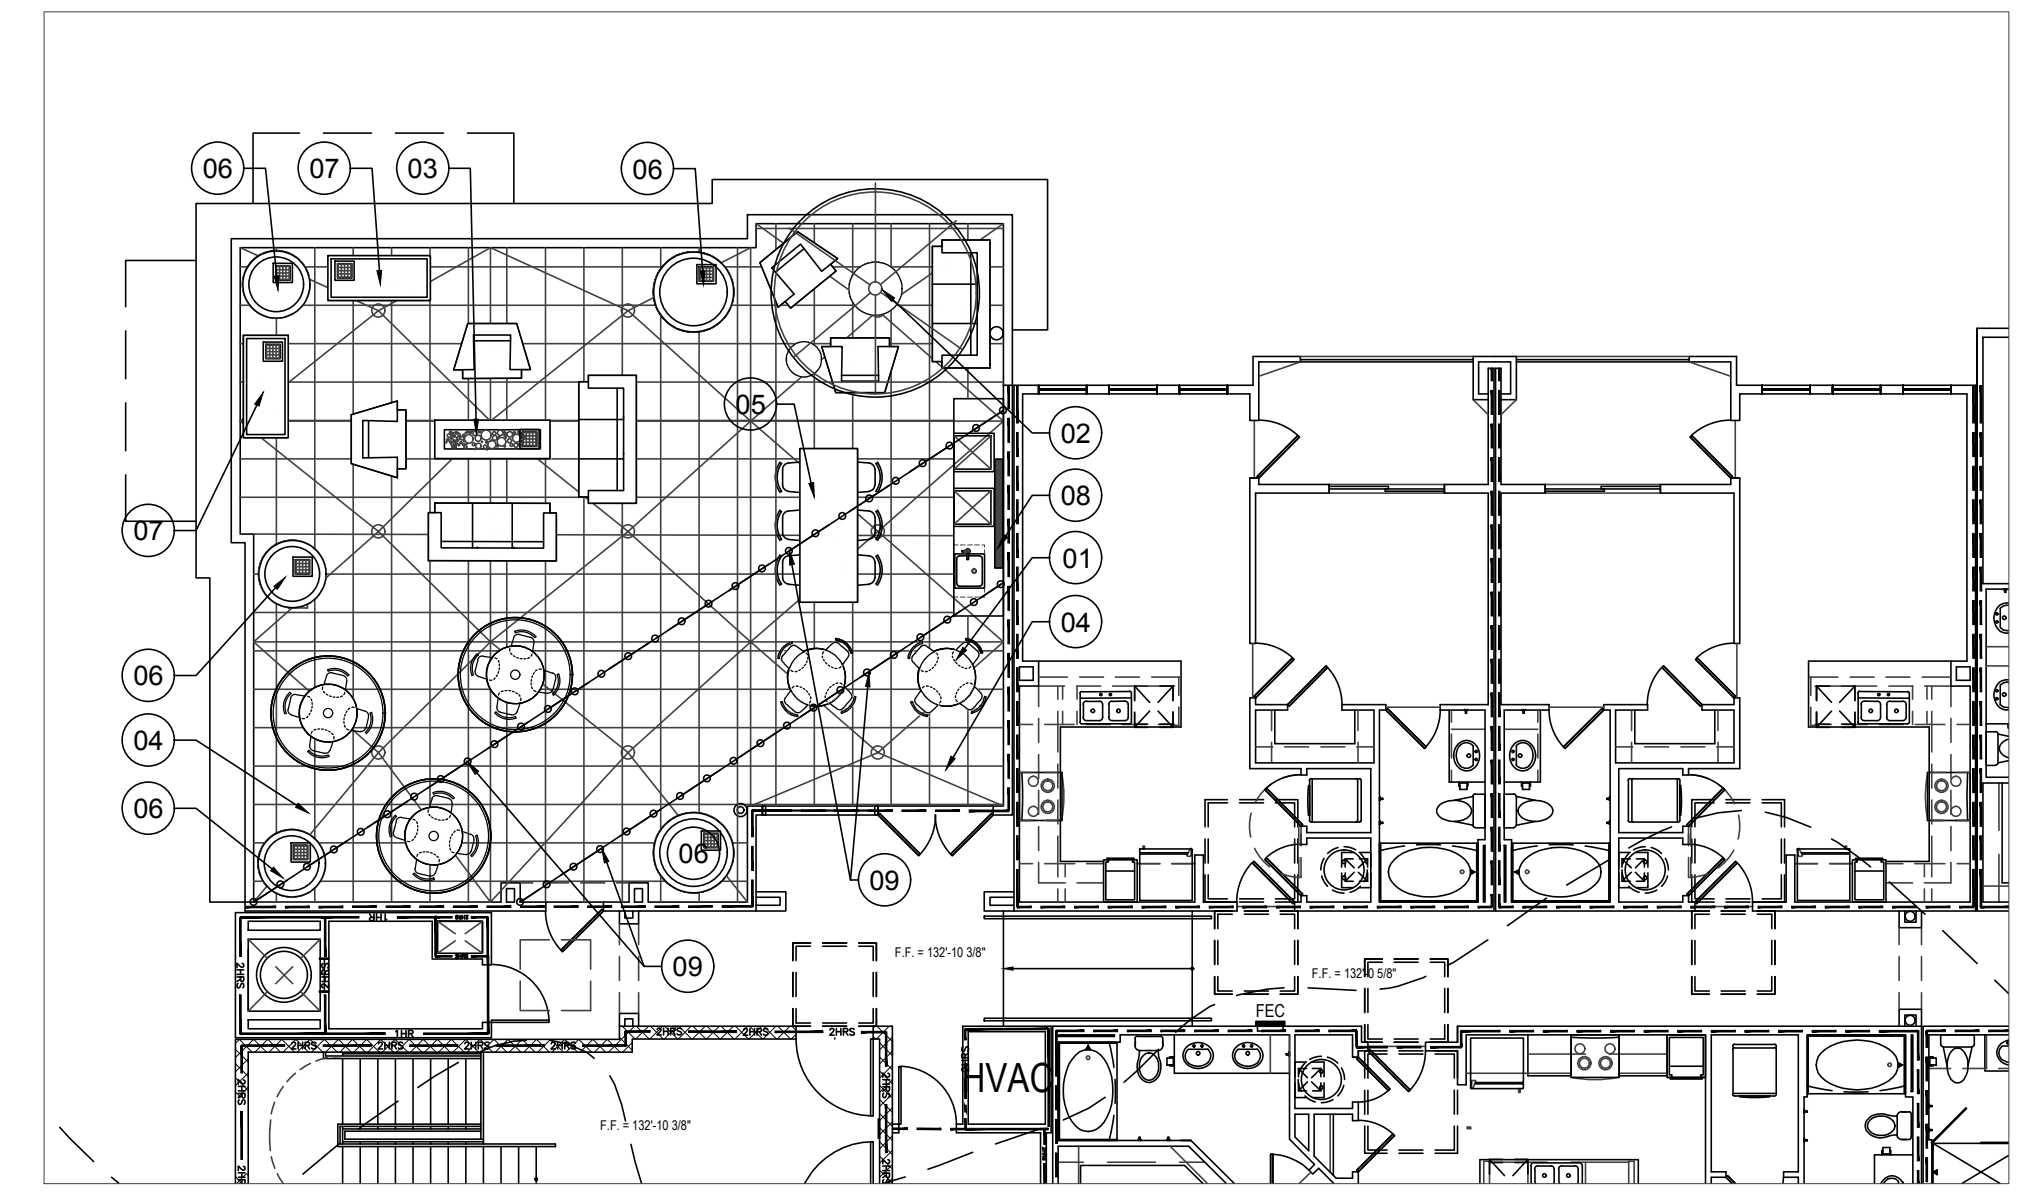 06
07
03
06
05
02
07
08
01
04
06
04
06
06
09
09
1HR
2HRS
1HR
F.F. = 132'-10 3/8"
F.F. = 132'-0 5/8"
FEC
2HRS
2HRS
2HRS
2HRS
2HRS
2HRS
2HRS
HVAC
2HRS
2HRS
2HRS
F.F. = 132'-10 3/8"